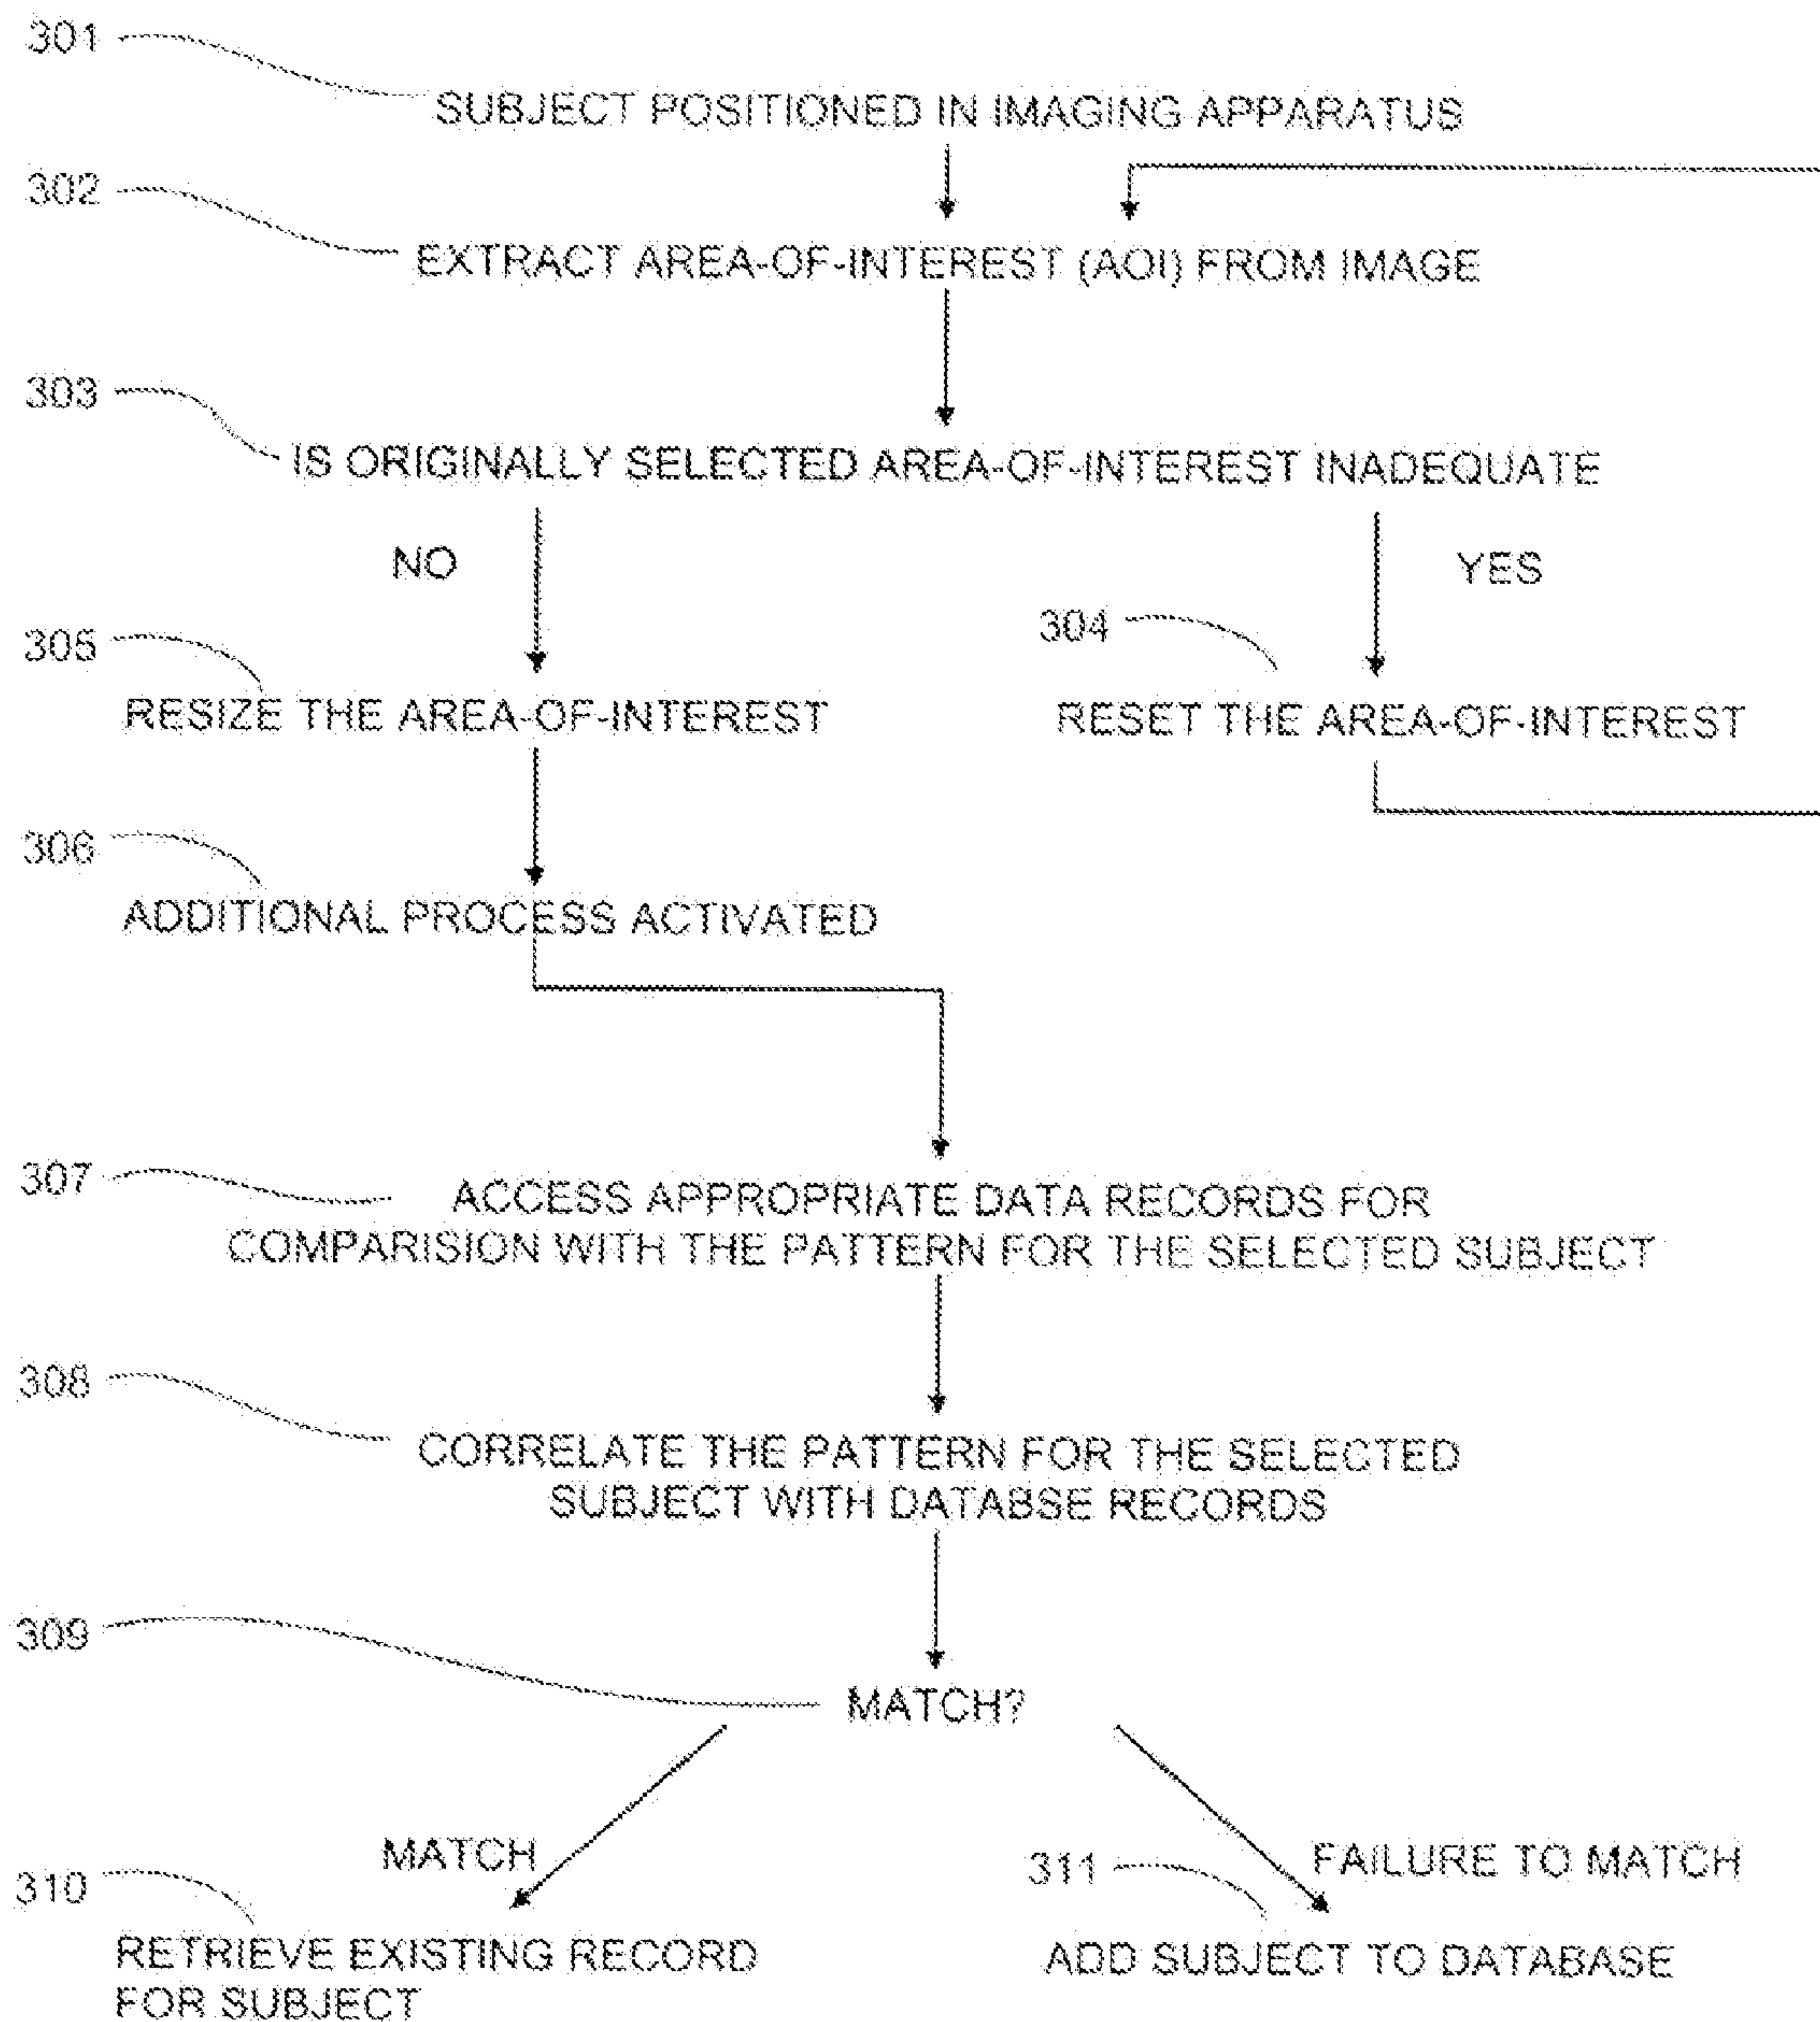 301
SUBJECT POSITIONED IN IMAGING APPARATUS
302
EXTRACT AREA-OF-INTEREST (AOI) FROM IMAGE
303
IS ORIGINALLY SELECTED AREA-OF-INTEREST INADEQUATE
NO
YES
305
304
RESIZE THE AREA-OF-INTEREST
RESET THE AREA-OF-INTEREST
306
ADDITIONAL PROCESS ACTIVATED
307
ACCESS APPROPRIATE DATA RECORDS FOR
COMPARISION WITH THE PATTERN FOR THE SELECTED SUBJECT
308
CORRELATE THE PATTERN FOR THE SELECTED
SUBJECT WITH DATABSE RECORDS
309
MATCH?
MATCH
FAILURE TO MATCH
310
311
RETRIEVE EXISTING RECORD
FOR SUBJECT
ADD SUBJECT TO DATABASE